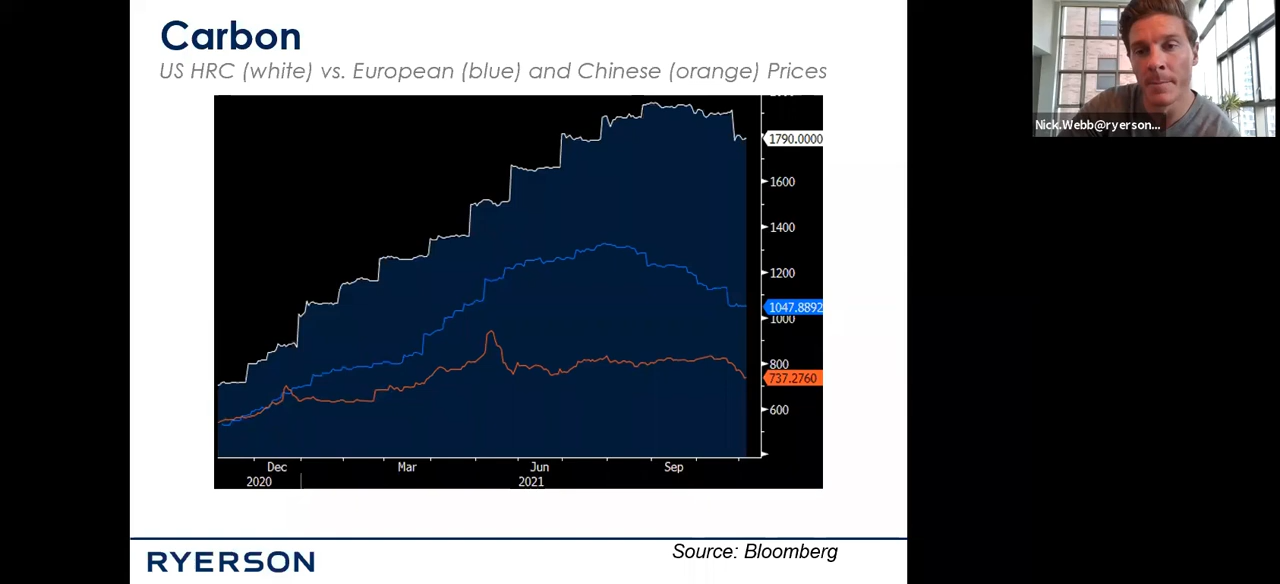 Carbon
US HRC (white) vs. European (blue) and Chinese (orange) Prices
Nick.Webb@ryerson...
1790.0000
1600
1400
1200
1047.8892
1000
800
737.2760
600
Dec Mar Jun Sep
2020 2021
Source: Bloomberg
RYERSON